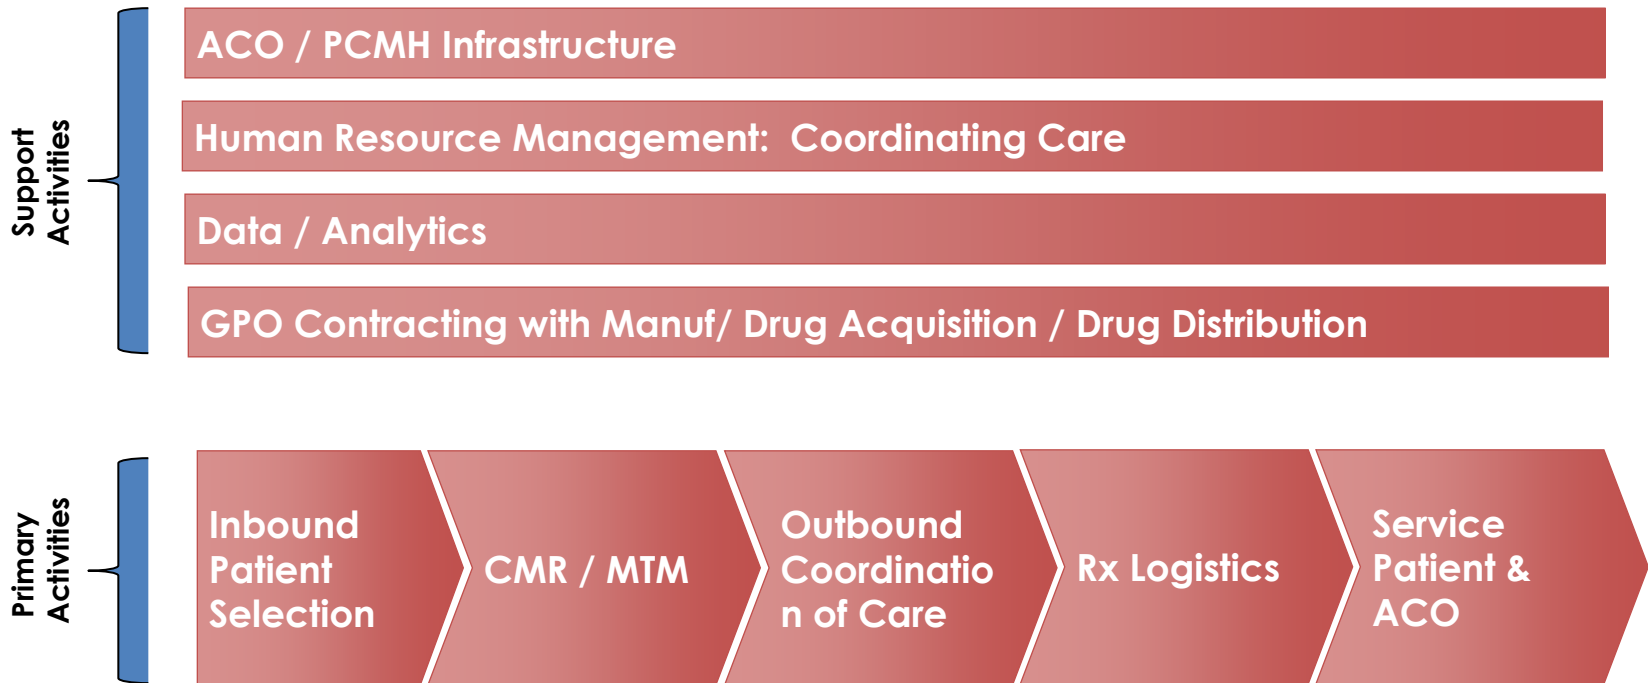 Support
Activities
ACO / PCMH Infrastructure
Human Resource Management:  Coordinating Care
Data / Analytics
GPO Contracting with Manuf/ Drug Acquisition / Drug Distribution
Primary
Activities
Inbound
Patient
Selection
CMR / MTM
Outbound
Coordinatio
n of Care
Rx Logistics
Service
Patient &
ACO